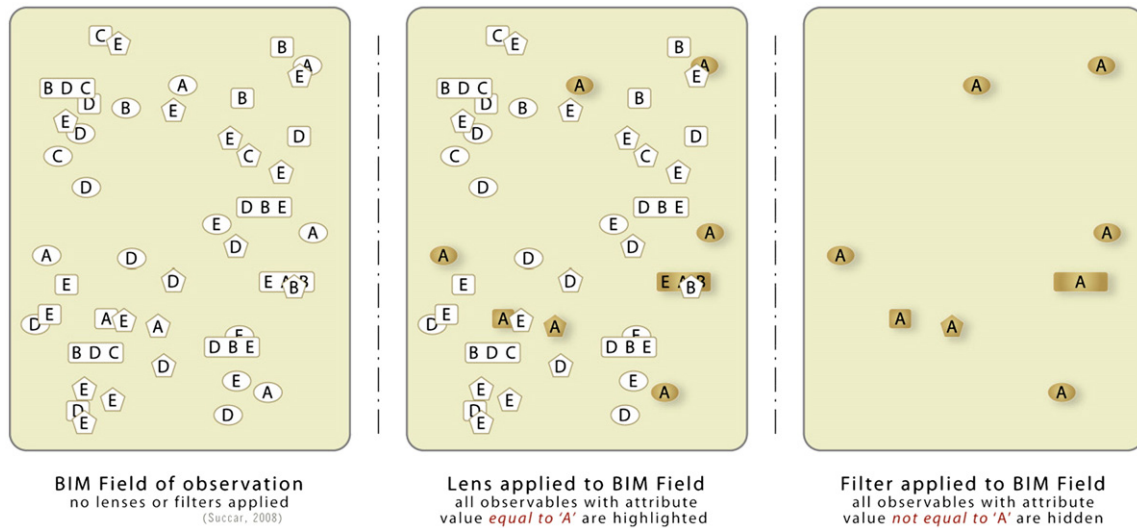 C
E
B
A
E
A
B D C
B
D
B
E
E
D
E
D
C
C
E
D
D B E
E
A
D
A
D
D
E
E A B
B
E
D
A
E
A
E
D B E
B D C
D
E
E
A
E
D
D
E
BIM Field of observation
no lenses or filters applied
(Succar, 2008)
C
E
B
A
E
A
B D C
B
D
B
E
E
D
E
D
C
C
E
D
D B E
E
A
D
A
D
D
E
E A B
B
E
D
A
E
A
E
D B E
B D C
D
E
E
A
E
D
D
E
Lens applied to BIM Field
all observables with attribute
value equal to 'A' are highlighted
A
A
A
A
A
A
A
A
Filter applied to BIM Field
all observables with attribute
value not equal to 'A' are hidden